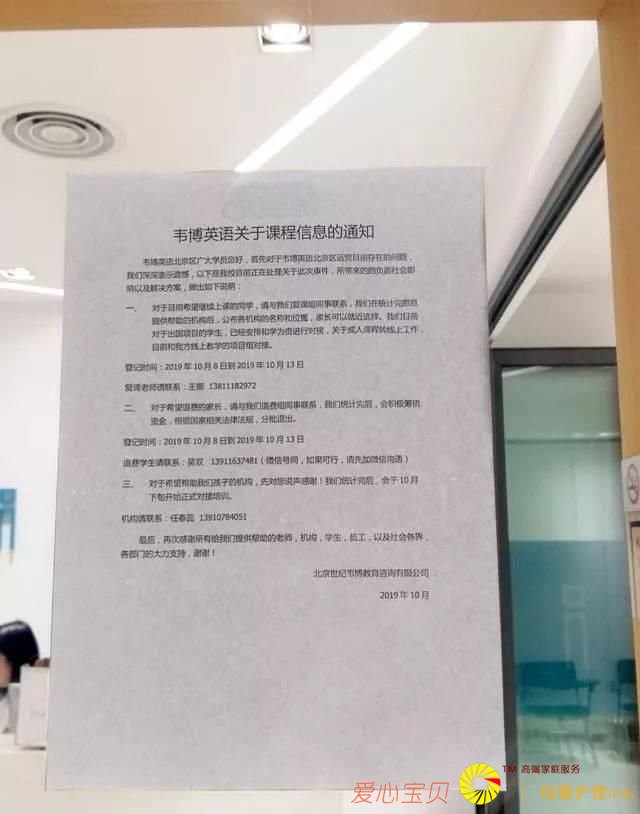 韦博英语关于课程信息的通知
韦博英语北京区广大学员您好，首先对于韦博英语北京区运营目前存在的问题，
我们深深表示遗憾，以下是我校目前正在处理关于此次事件，所带来的的负面社会影
响以及解决方案，做出如下说明：
一、 对于目前希望继续上课的同学，请与我们复课组同事联系，我们在统计完愿意
提供帮助的机构后，公布各机构的名称和位置，家长可以就近选择。我们目前
对于出国项目的学生，已经安排和学为贵进行对接，关于成人课程转线上工作，
目前和我方线上教学的项目组对接。
登记时间：2019 年 10 月 8 日到 2019 年 10 月 13 日
复课老师请联系：王娜 13811182972
二、 对于希望退费的家长，请与我们退费组同事联系，我们统计完后，会积极筹措
资金，根据国家相关法律法规，分批退出。
登记时间：2019 年 10 月 8 日到 2019 年 10 月 13 日
退费学生请联系：吴双 13911637481（微信号同，如果可行，请先加微信沟通）
三、 对于希望帮助我们孩子的机构，先对您说声感谢！我们统计完后，会于 10 月
下旬开始正式对接培训。
机构请联系：任春蕊 13910784051
最后，再次感谢所有给我们提供帮助的老师，机构，学生，员工，以及社会各界，
各部门的大力支持，谢谢！
北京世纪韦博教育咨询有限公司
2019 年 10 月
爱心宝贝
TM 高端家庭服务
母婴护理中心